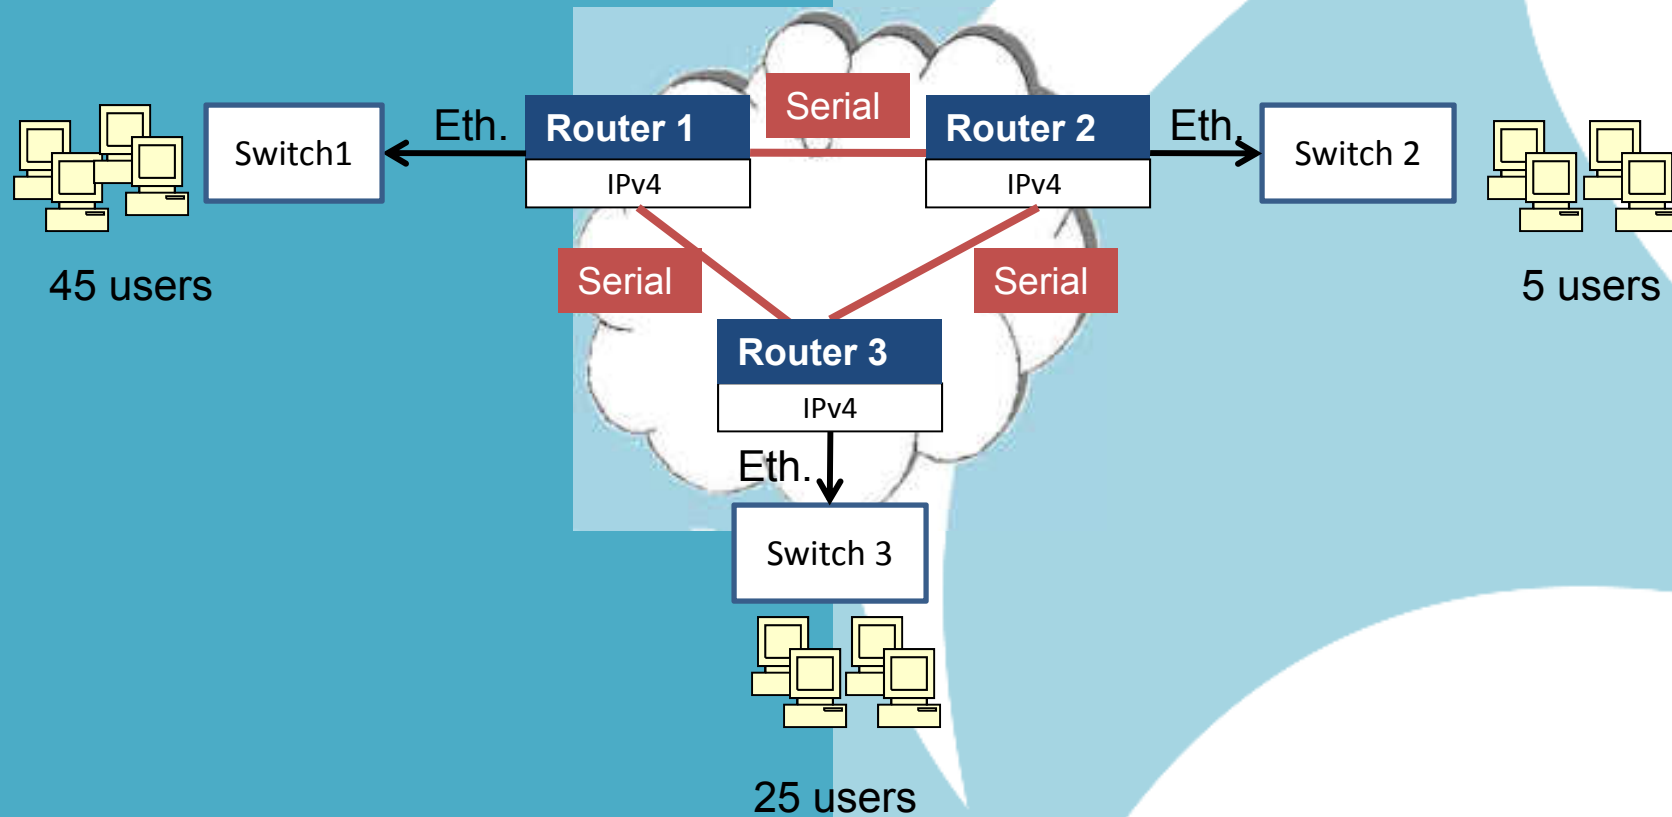 Serial
Eth.
Router 1
Router 2
Eth.
Switch1
IPv4
IPv4
Switch 2
45 users
Serial
Serial
5 users
Router 3
IPv4
Eth.
Switch 3
25 users